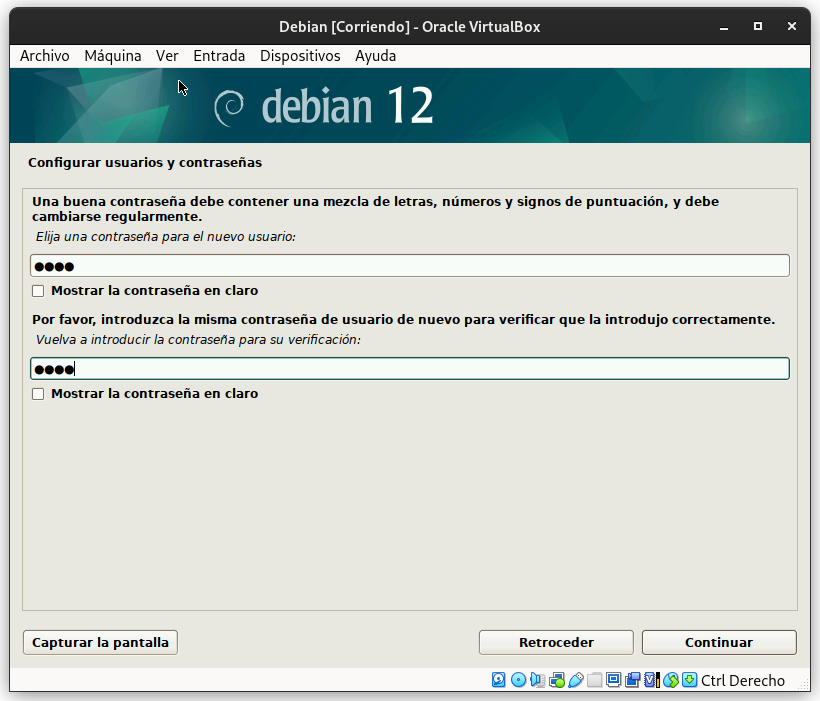 Debian [Corriendo] - Oracle VirtualBox
Archivo Máquina Ver Entrada Dispositivos Ayuda
debian 12
Configurar usuarios y contraseñas
Una buena contraseña debe contener una mezcla de letras, números y signos de puntuación, y debe
cambiarse regularmente.
Elija una contraseña para el nuevo usuario:
●●●●
Mostrar la contraseña en claro
Por favor, introduzca la misma contraseña de usuario de nuevo para verificar que la introdujo correctamente.
Vuelva a introducir la contraseña para su verificación:
●●●●
Mostrar la contraseña en claro
Capturar la pantalla Retroceder Continuar
Ctrl Derecho